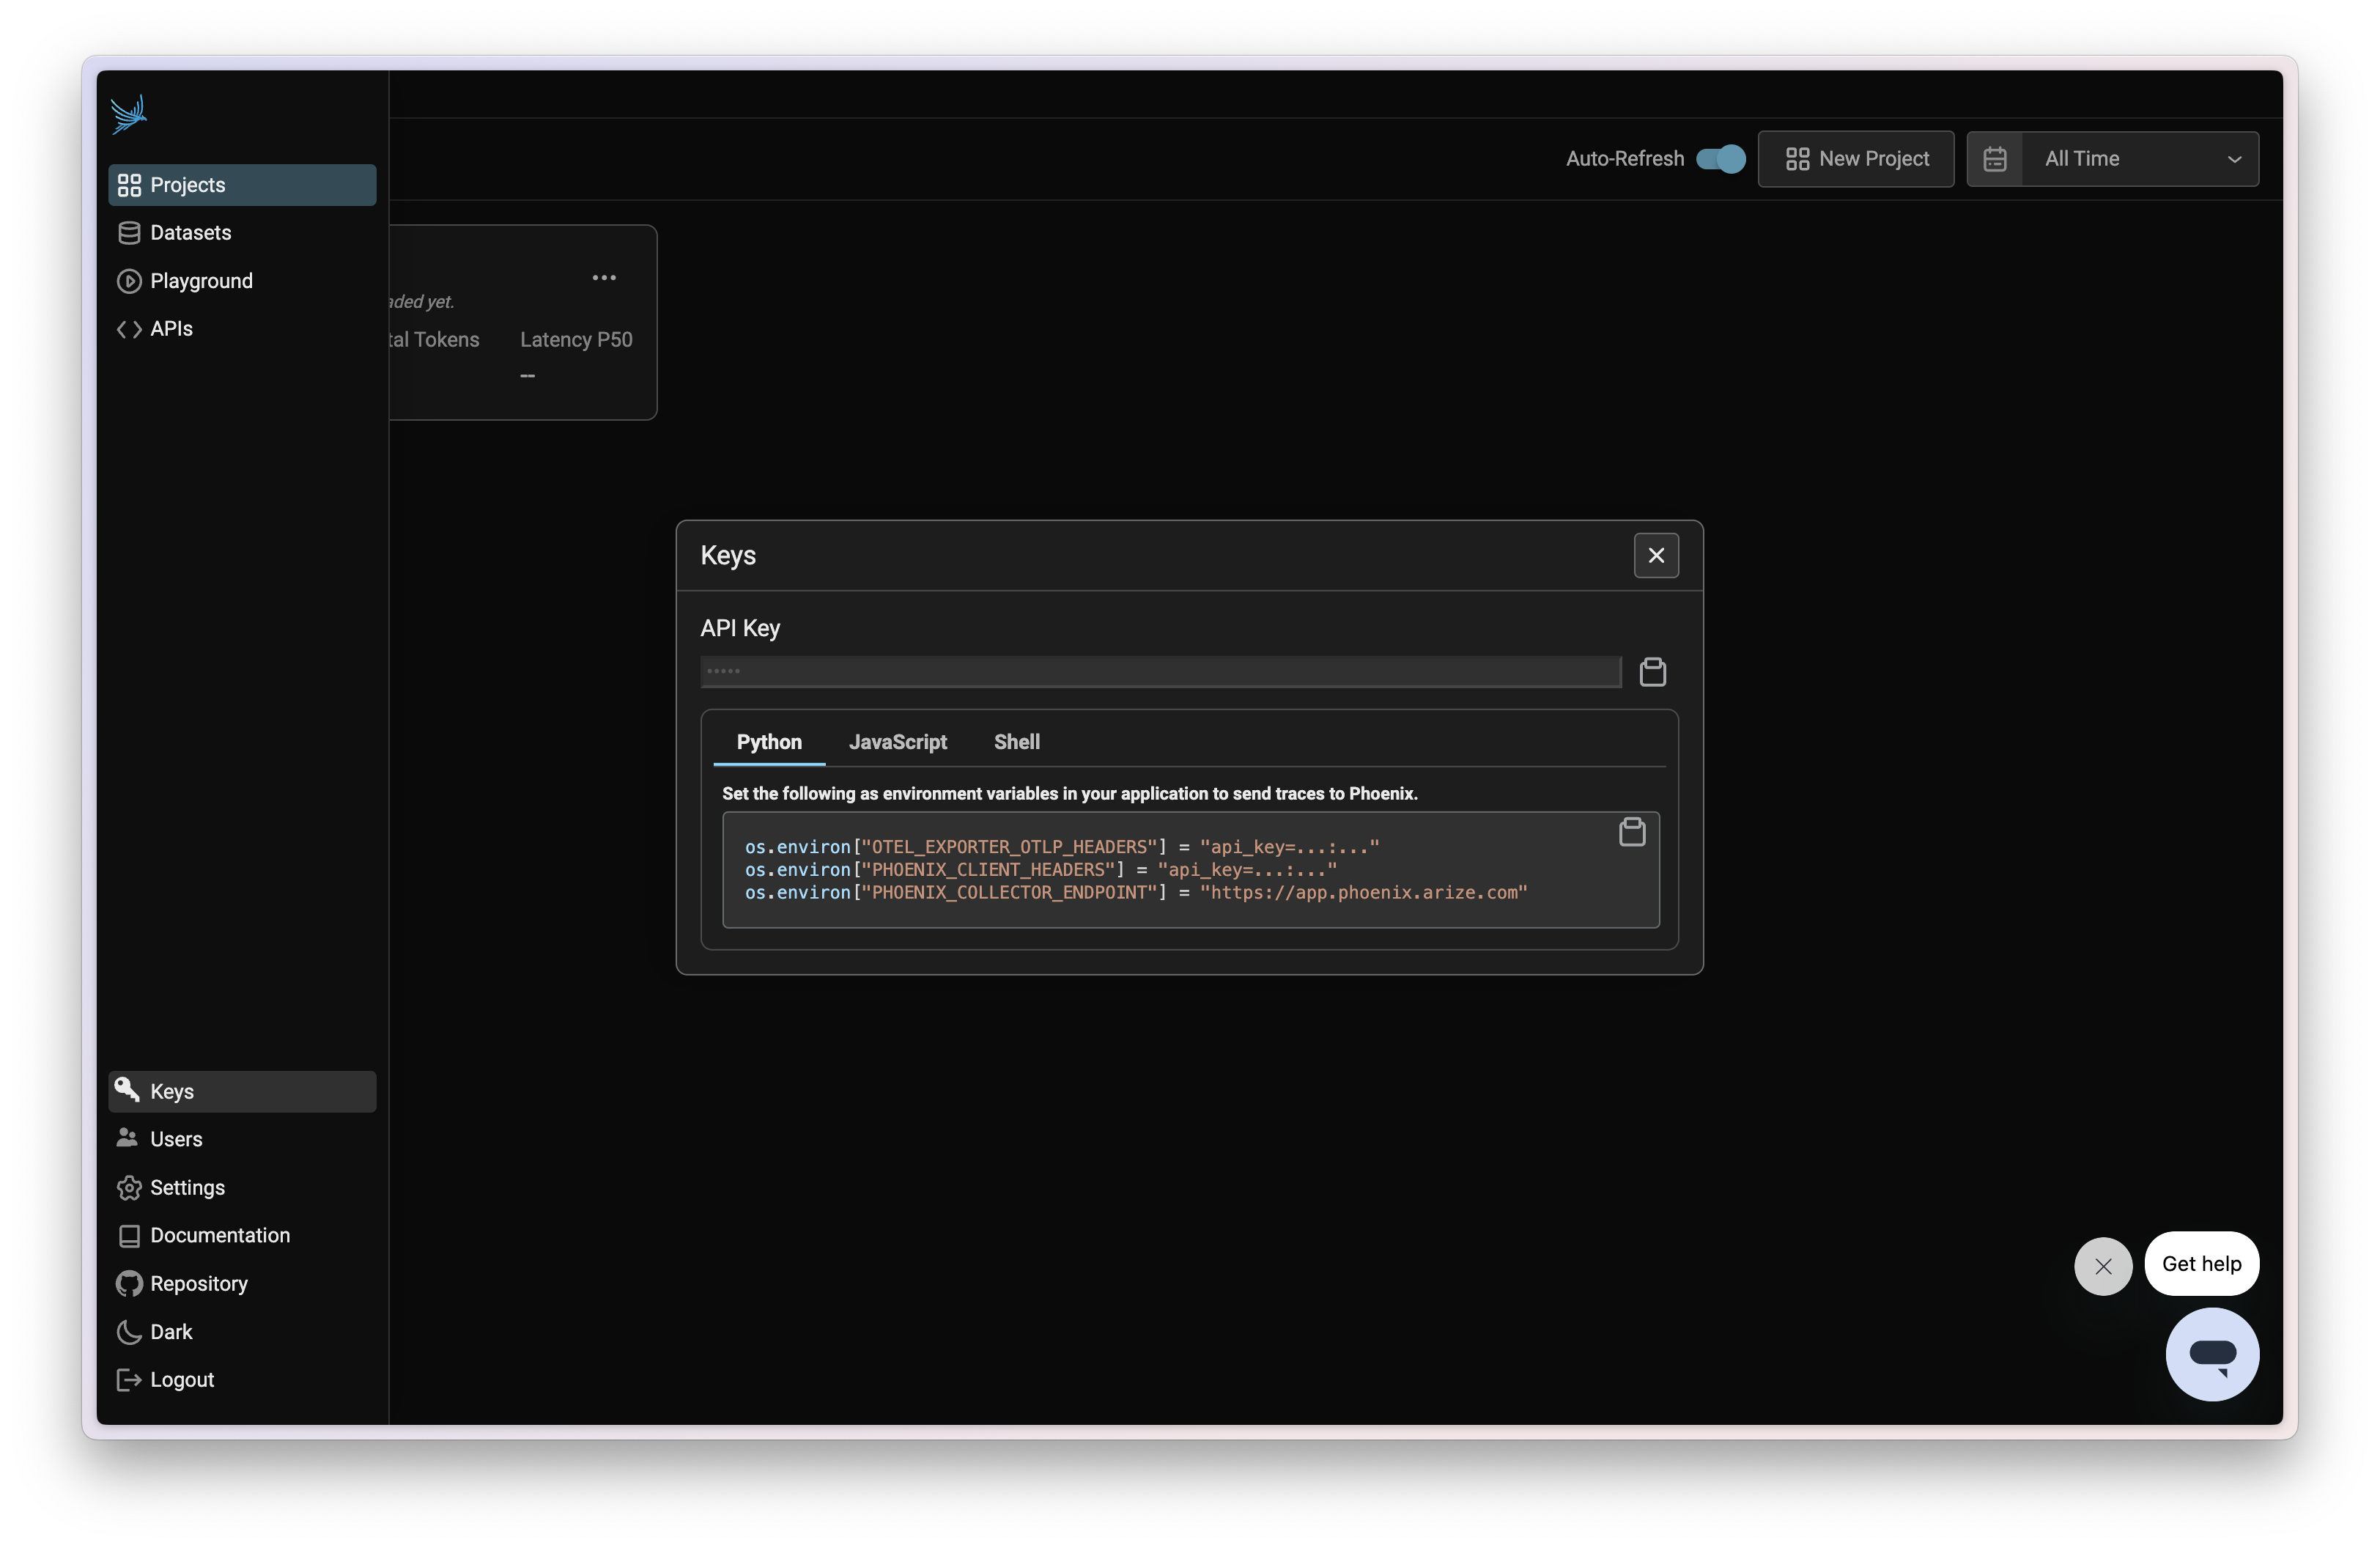 Projects
Datasets
Playground
APIs
Auto-Refresh
New Project
All Time
yet.
Tokens
Latency P50
--
Keys
API Key
•••••
Python
JavaScript
Shell
Set the following as environment variables in your application to send traces to Phoenix.
os.environ["OTEL_EXPORTER_OTLP_HEADERS"] = "api_key=...:..."
os.environ["PHOENIX_CLIENT_HEADERS"] = "api_key=...:..."
os.environ["PHOENIX_COLLECTOR_ENDPOINT"] = "https://app.phoenix.arize.com"
Keys
Users
Settings
Documentation
Repository
Dark
Logout
Get help